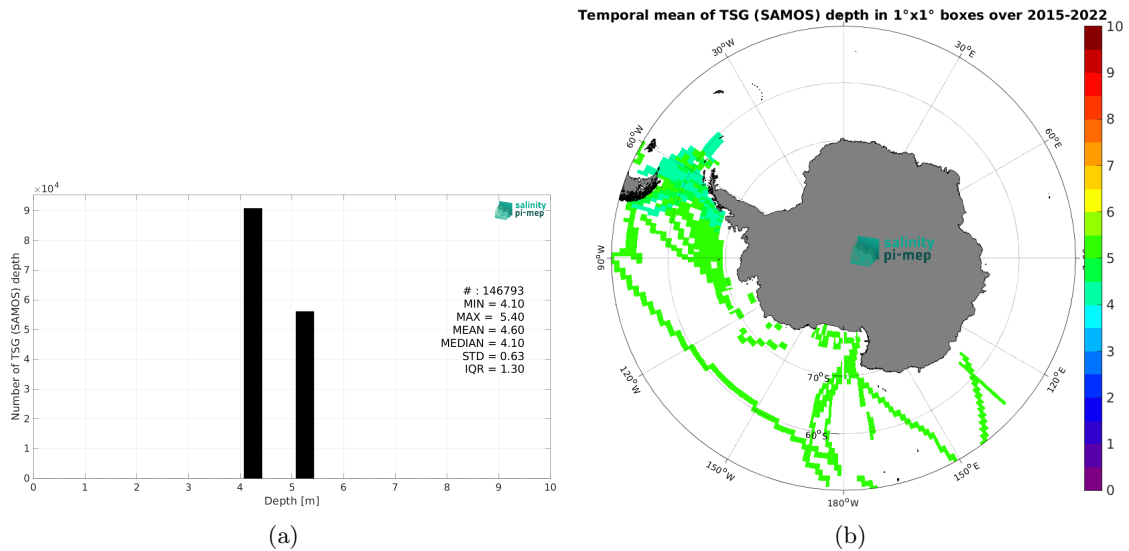 Temporal mean of TSG (SAMOS) depth in 1°x1° boxes over 2015-2022
×10⁴
9
8
7
6
5
4
3
2
1
0
Number of TSG (SAMOS) depth
0 1 2 3 4 5 6 7 8 9 10
Depth [m]
salinity
pi-mep
# : 146793
MIN = 4.10
MAX = 5.40
MEAN = 4.60
MEDIAN = 4.10
STD = 0.63
IQR = 1.30
(a)
30°W
30°E
60°W
60°E
90°W
salinity
pi-mep
120°W
120°E
70°S
60°S
150°W
150°E
180°W
10
9
8
7
6
5
4
3
2
1
0
(b)